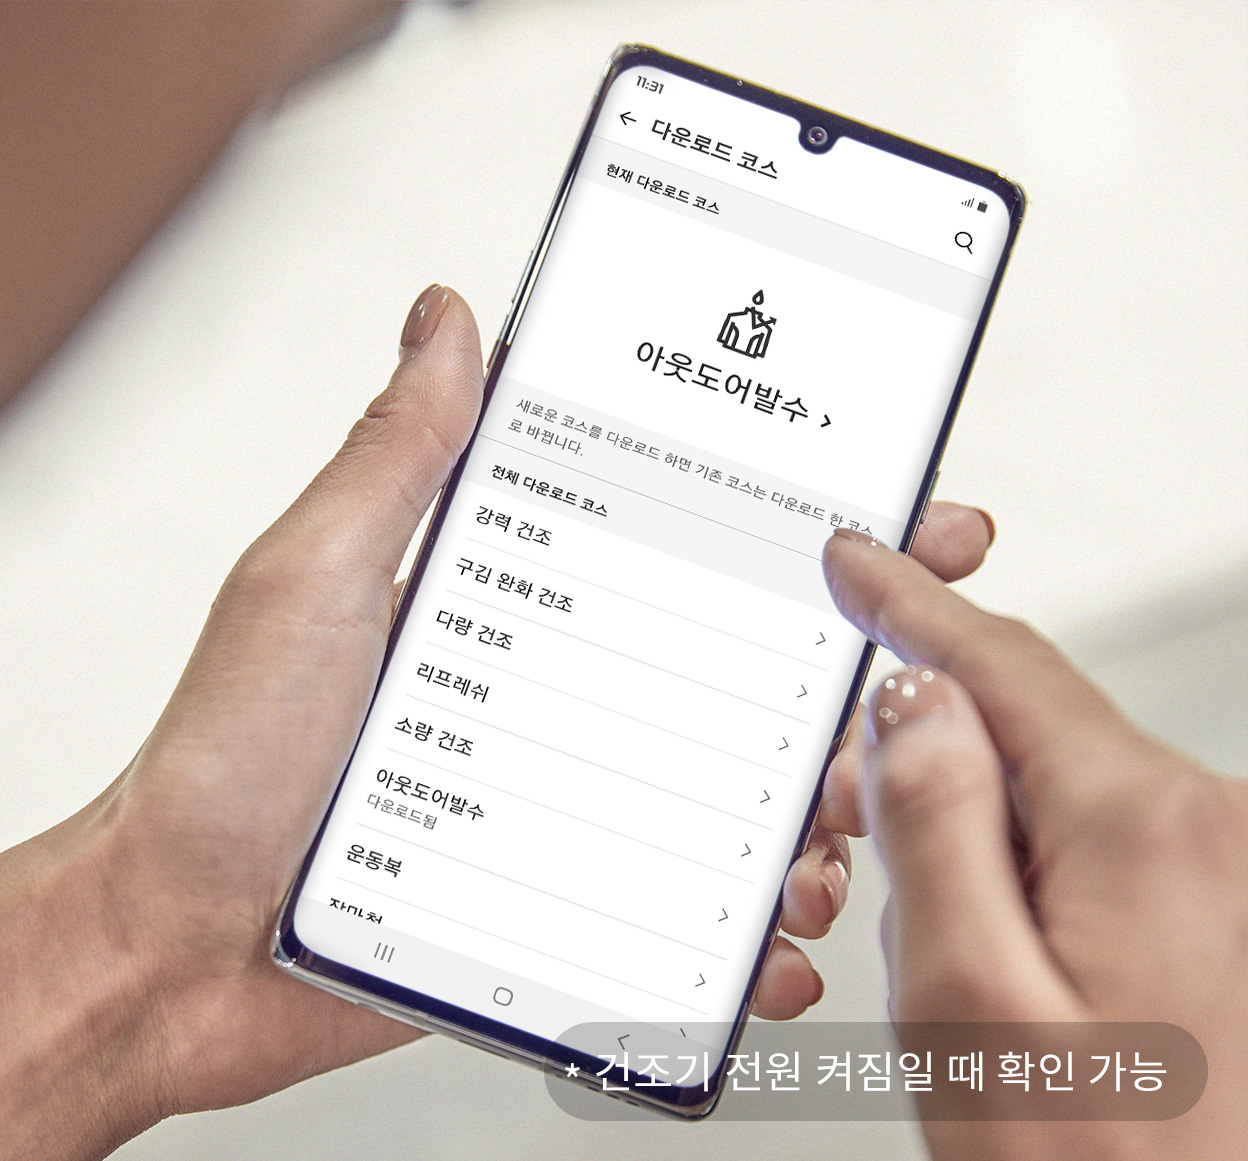 11:31
다운로드 코스
현재 다운로드 코스
아웃도어발수
새로운 코스를 다운로드 하면 기존 코스는 다운로드 한 코스
로 바뀝니다.
전체 다운로드 코스
강력 건조
구김 완화 건조
다량 건조
리프레쉬
소량 건조
아웃도어발수
다운로드됨
운동복
* 건조기 전원 켜짐일 때 확인 가능